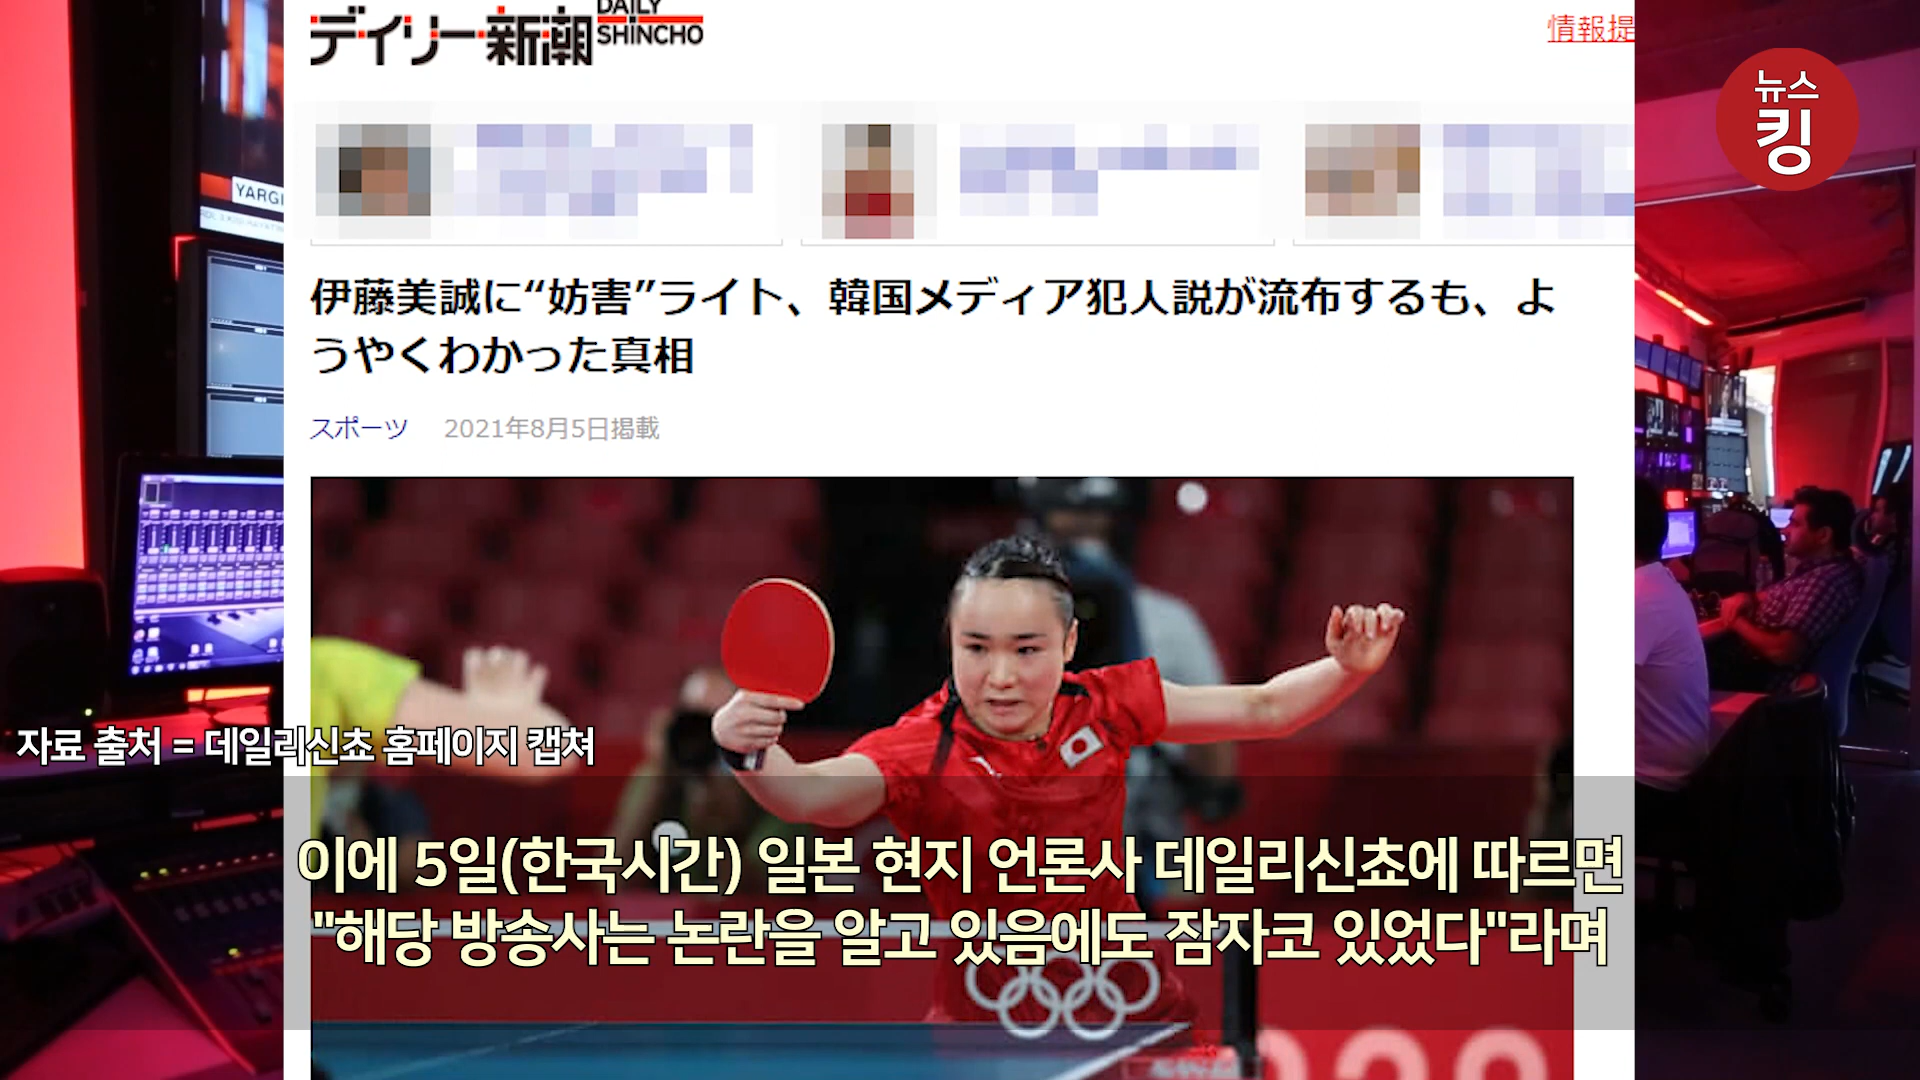 デイリー新潮
DAILY
SHINCHO
情報提
뉴스
킹
YARGI
伊藤美誠に“妨害”ライト、韓国メディア犯人説が流布するも、よ
うやくわかった真相
スポーツ 2021年8月5日掲載
자료 출처 = 데일리신쵸 홈페이지 캡쳐
이에 5일(한국시간) 일본 현지 언론사 데일리신쵸에 따르면
"해당 방송사는 논란을 알고 있음에도 잠자코 있었다"라며